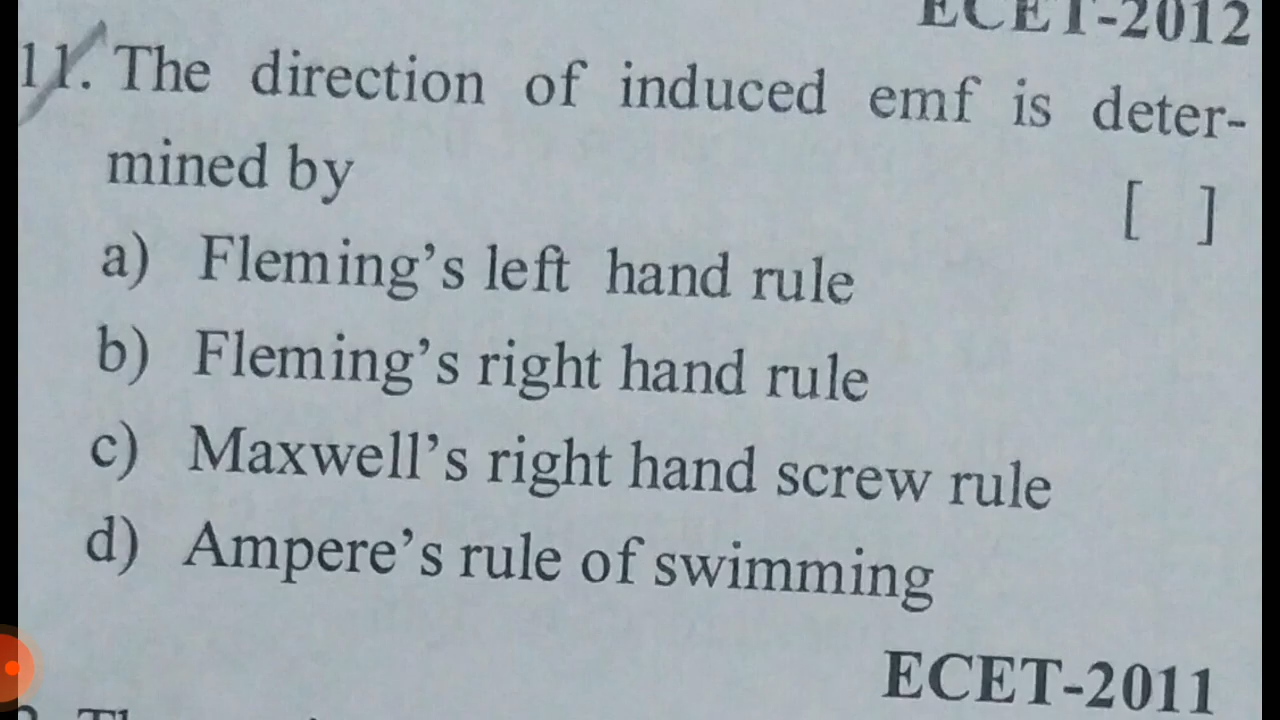 ECET-2012
11. The direction of induced emf is deter-
mined by
[ ]
a) Fleming's left hand rule
b) Fleming's right hand rule
c) Maxwell's right hand screw rule
d) Ampere's rule of swimming
ECET-2011